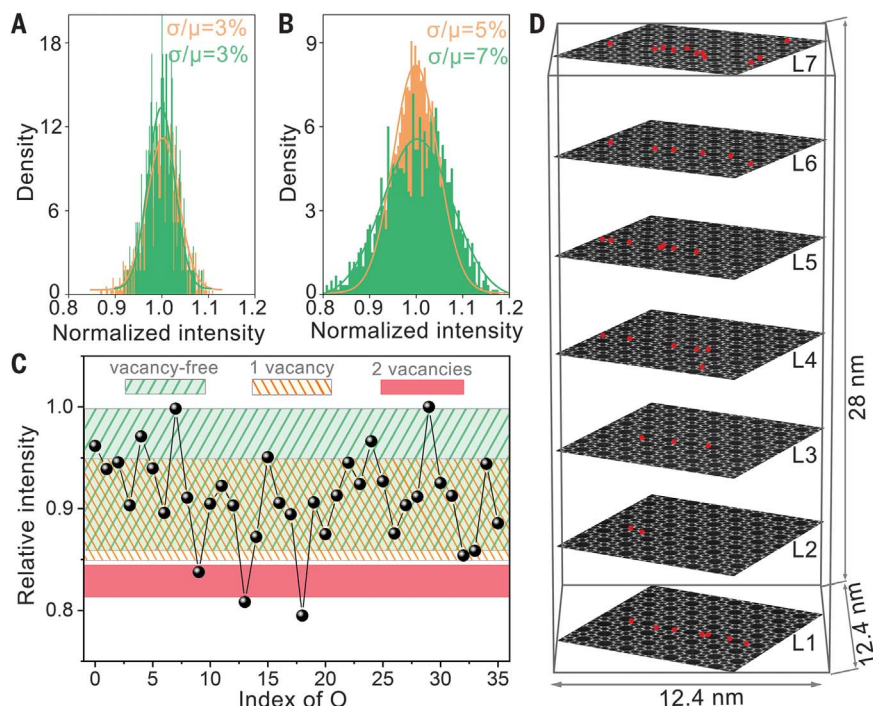 A
σ/μ=3%
σ/μ=3%
18
12
6
0
Density
0.8
0.9
1.0
1.1
1.2
Normalized intensity
B
σ/μ=5%
σ/μ=7%
9
6
3
0
Density
0.8
0.9
1.0
1.1
1.2
Normalized intensity
C
vacancy-free
1 vacancy
2 vacancies
1.0
0.9
0.8
Relative intensity
0
5
10
15
20
25
30
35
Index of O
D
L7
L6
L5
L4
L3
L2
L1
28 nm
12.4 nm
12.4 nm